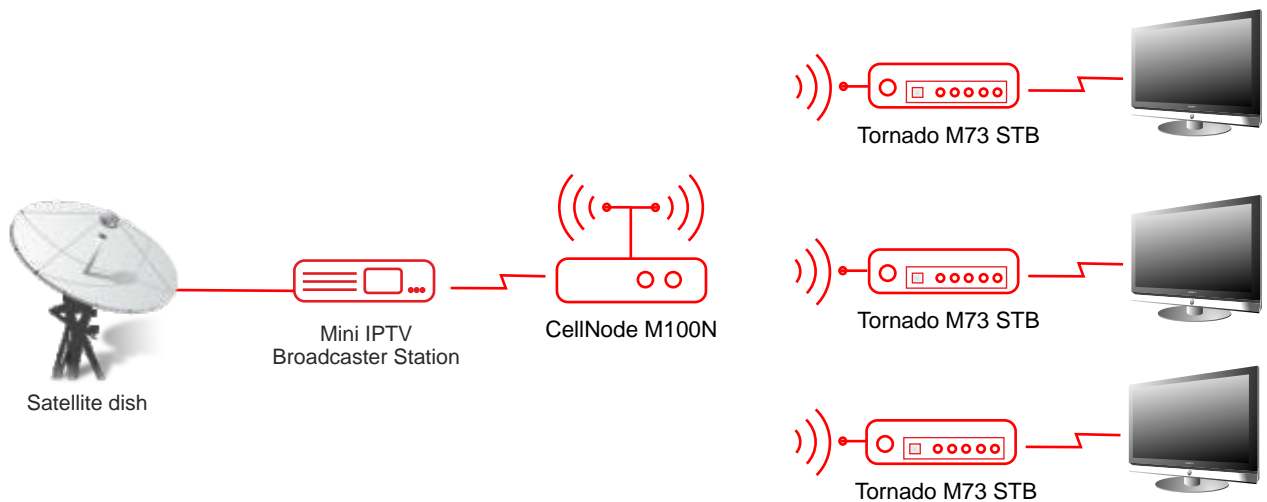 Tornado M73 STB
Mini IPTV
Broadcaster Station
CellNode M100N
Tornado M73 STB
Satellite dish
Tornado M73 STB